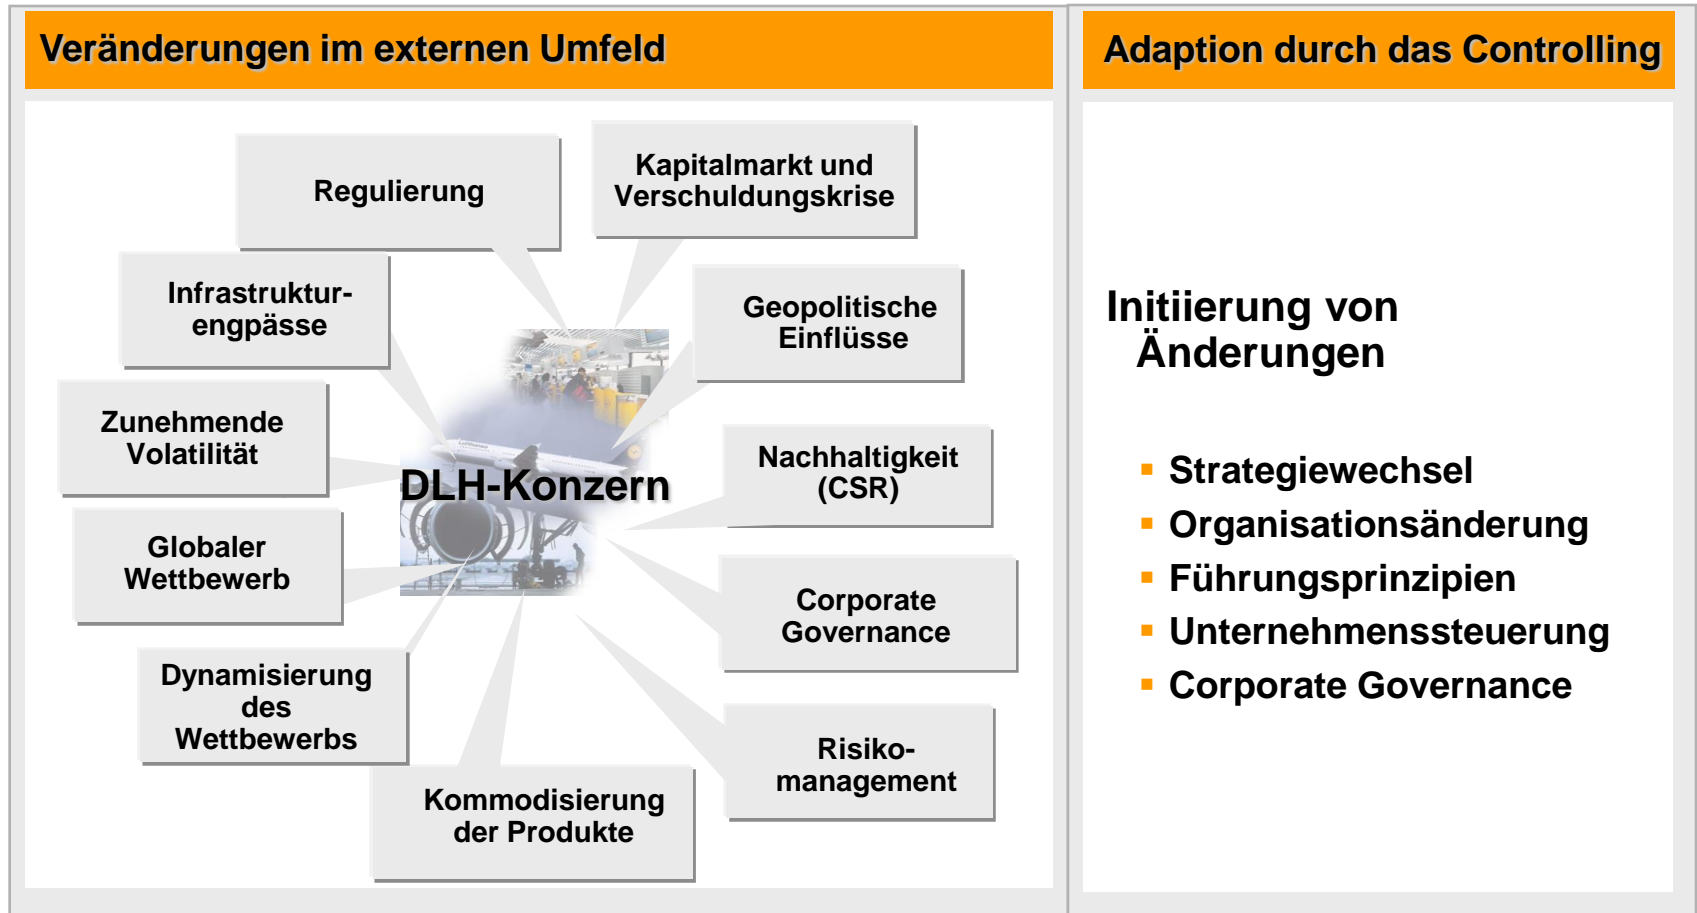 Veränderungen im externen Umfeld
Regulierung
Kapitalmarkt und
Verschuldungskrise
Infrastruktur-
engpässe
Geopolitische
Einflüsse
Zunehmende
Volatilität
DLH-Konzern
Nachhaltigkeit
(CSR)
Globaler
Wettbewerb
Corporate
Governance
Dynamisierung
des
Wettbewerbs
Risiko-
management
Kommodisierung
der Produkte
Adaption durch das Controlling
Initiierung von
Änderungen
Strategiewechsel
Organisationsänderung
Führungsprinzipien
Unternehmenssteuerung
Corporate Governance